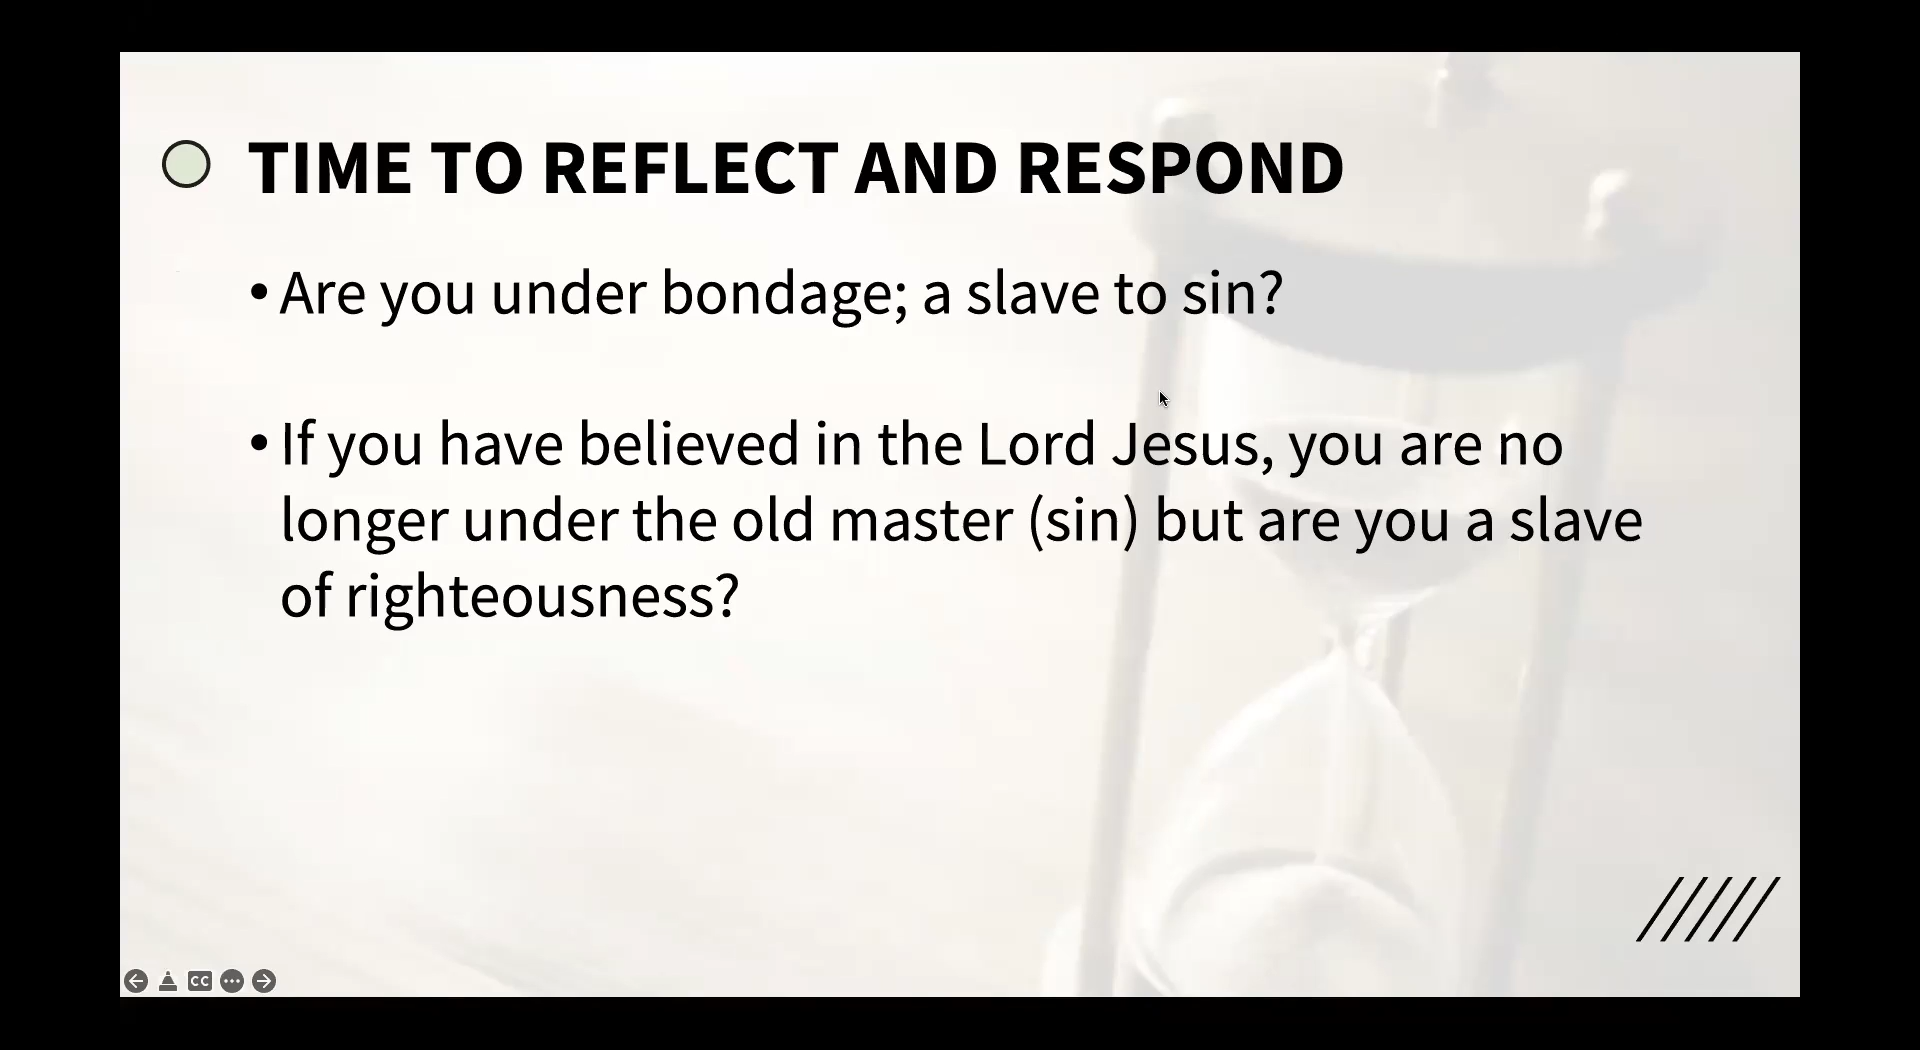 TIME TO REFLECT AND RESPOND
• Are you under bondage; a slave to sin?
• If you have believed in the Lord Jesus, you are no
longer under the old master (sin) but are you a slave
of righteousness?
CC